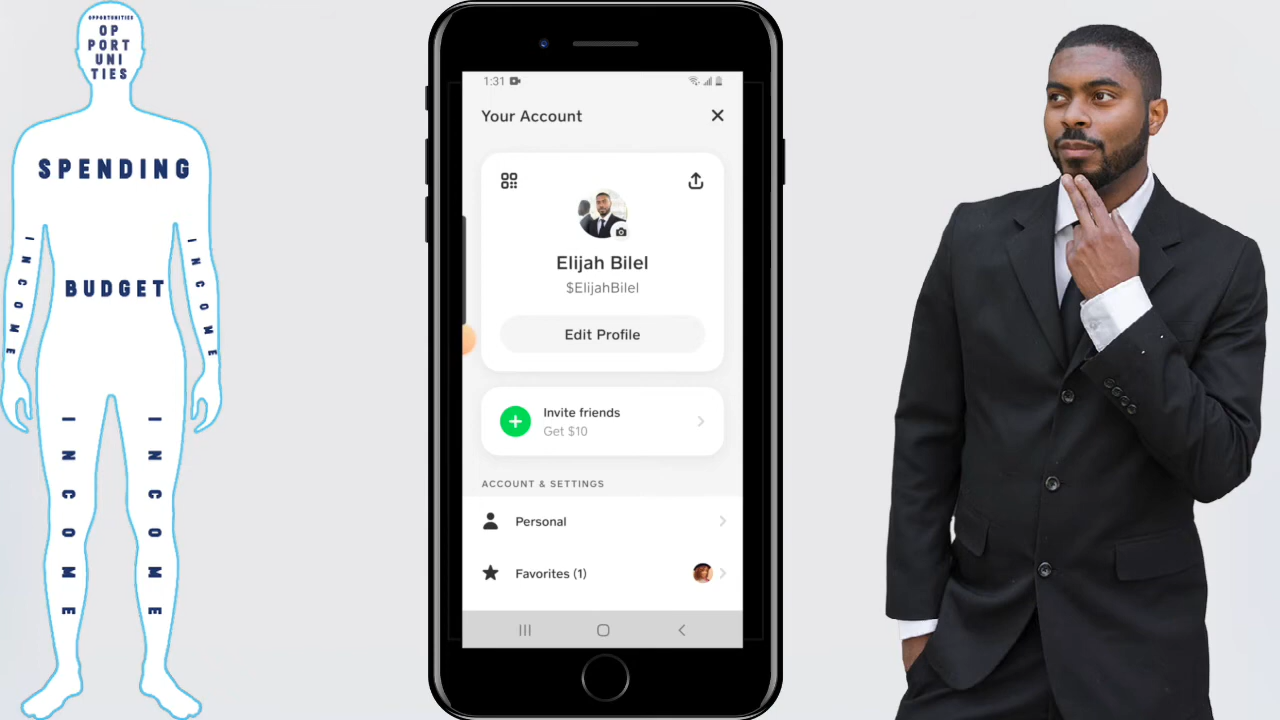 OPPORTUNITIES
OP
PORT
UNI
TIES
SPENDING
INCOME
INCOME
BUDGET
INCOME
INCOME
1:31
Your Account
Elijah Bilel
$ElijahBilel
Edit Profile
Invite friends
Get $10
ACCOUNT & SETTINGS
Personal
Favorites (1)